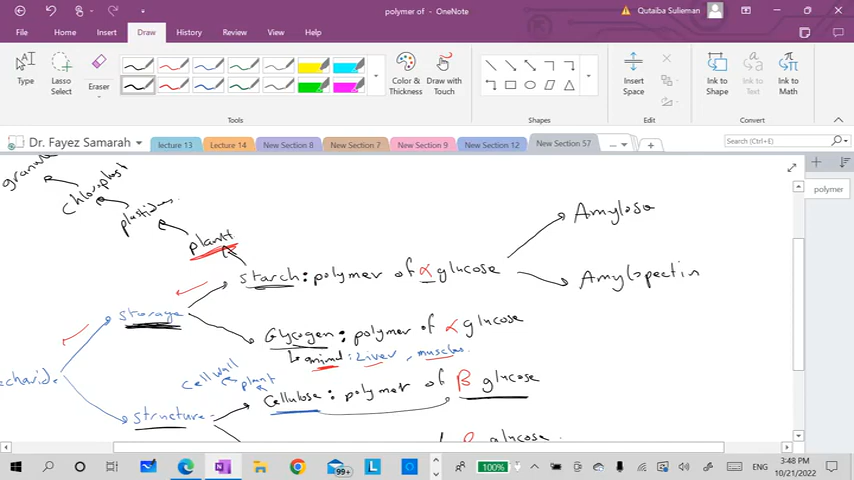 polymer of - OneNote
Qutaiba Sulieman
File Home Insert Draw History Review View Help
Type
Lasso Select
Eraser
Color & Thickness
Draw with Touch
Insert Space
Ink to Shape
Ink to Text
Ink to Math
Tools
Shapes
Edit
Convert
Dr. Fayez Samarah
lecture 13
Lecture 14
New Section 8
New Section 7
New Section 9
New Section 12
New Section 57
Search (Ctrl+E)
polymer
chloroplast
Amylose
plant
starch: polymer of α glucose
Amylopectin
storage
Glycogen: polymer of α glucose
animal: Liver, muscles.
cell wall
plant
Cellulose: polymer of β glucose
structure
glucose
99+
100%
ENG
3:48 PM
10/21/2022